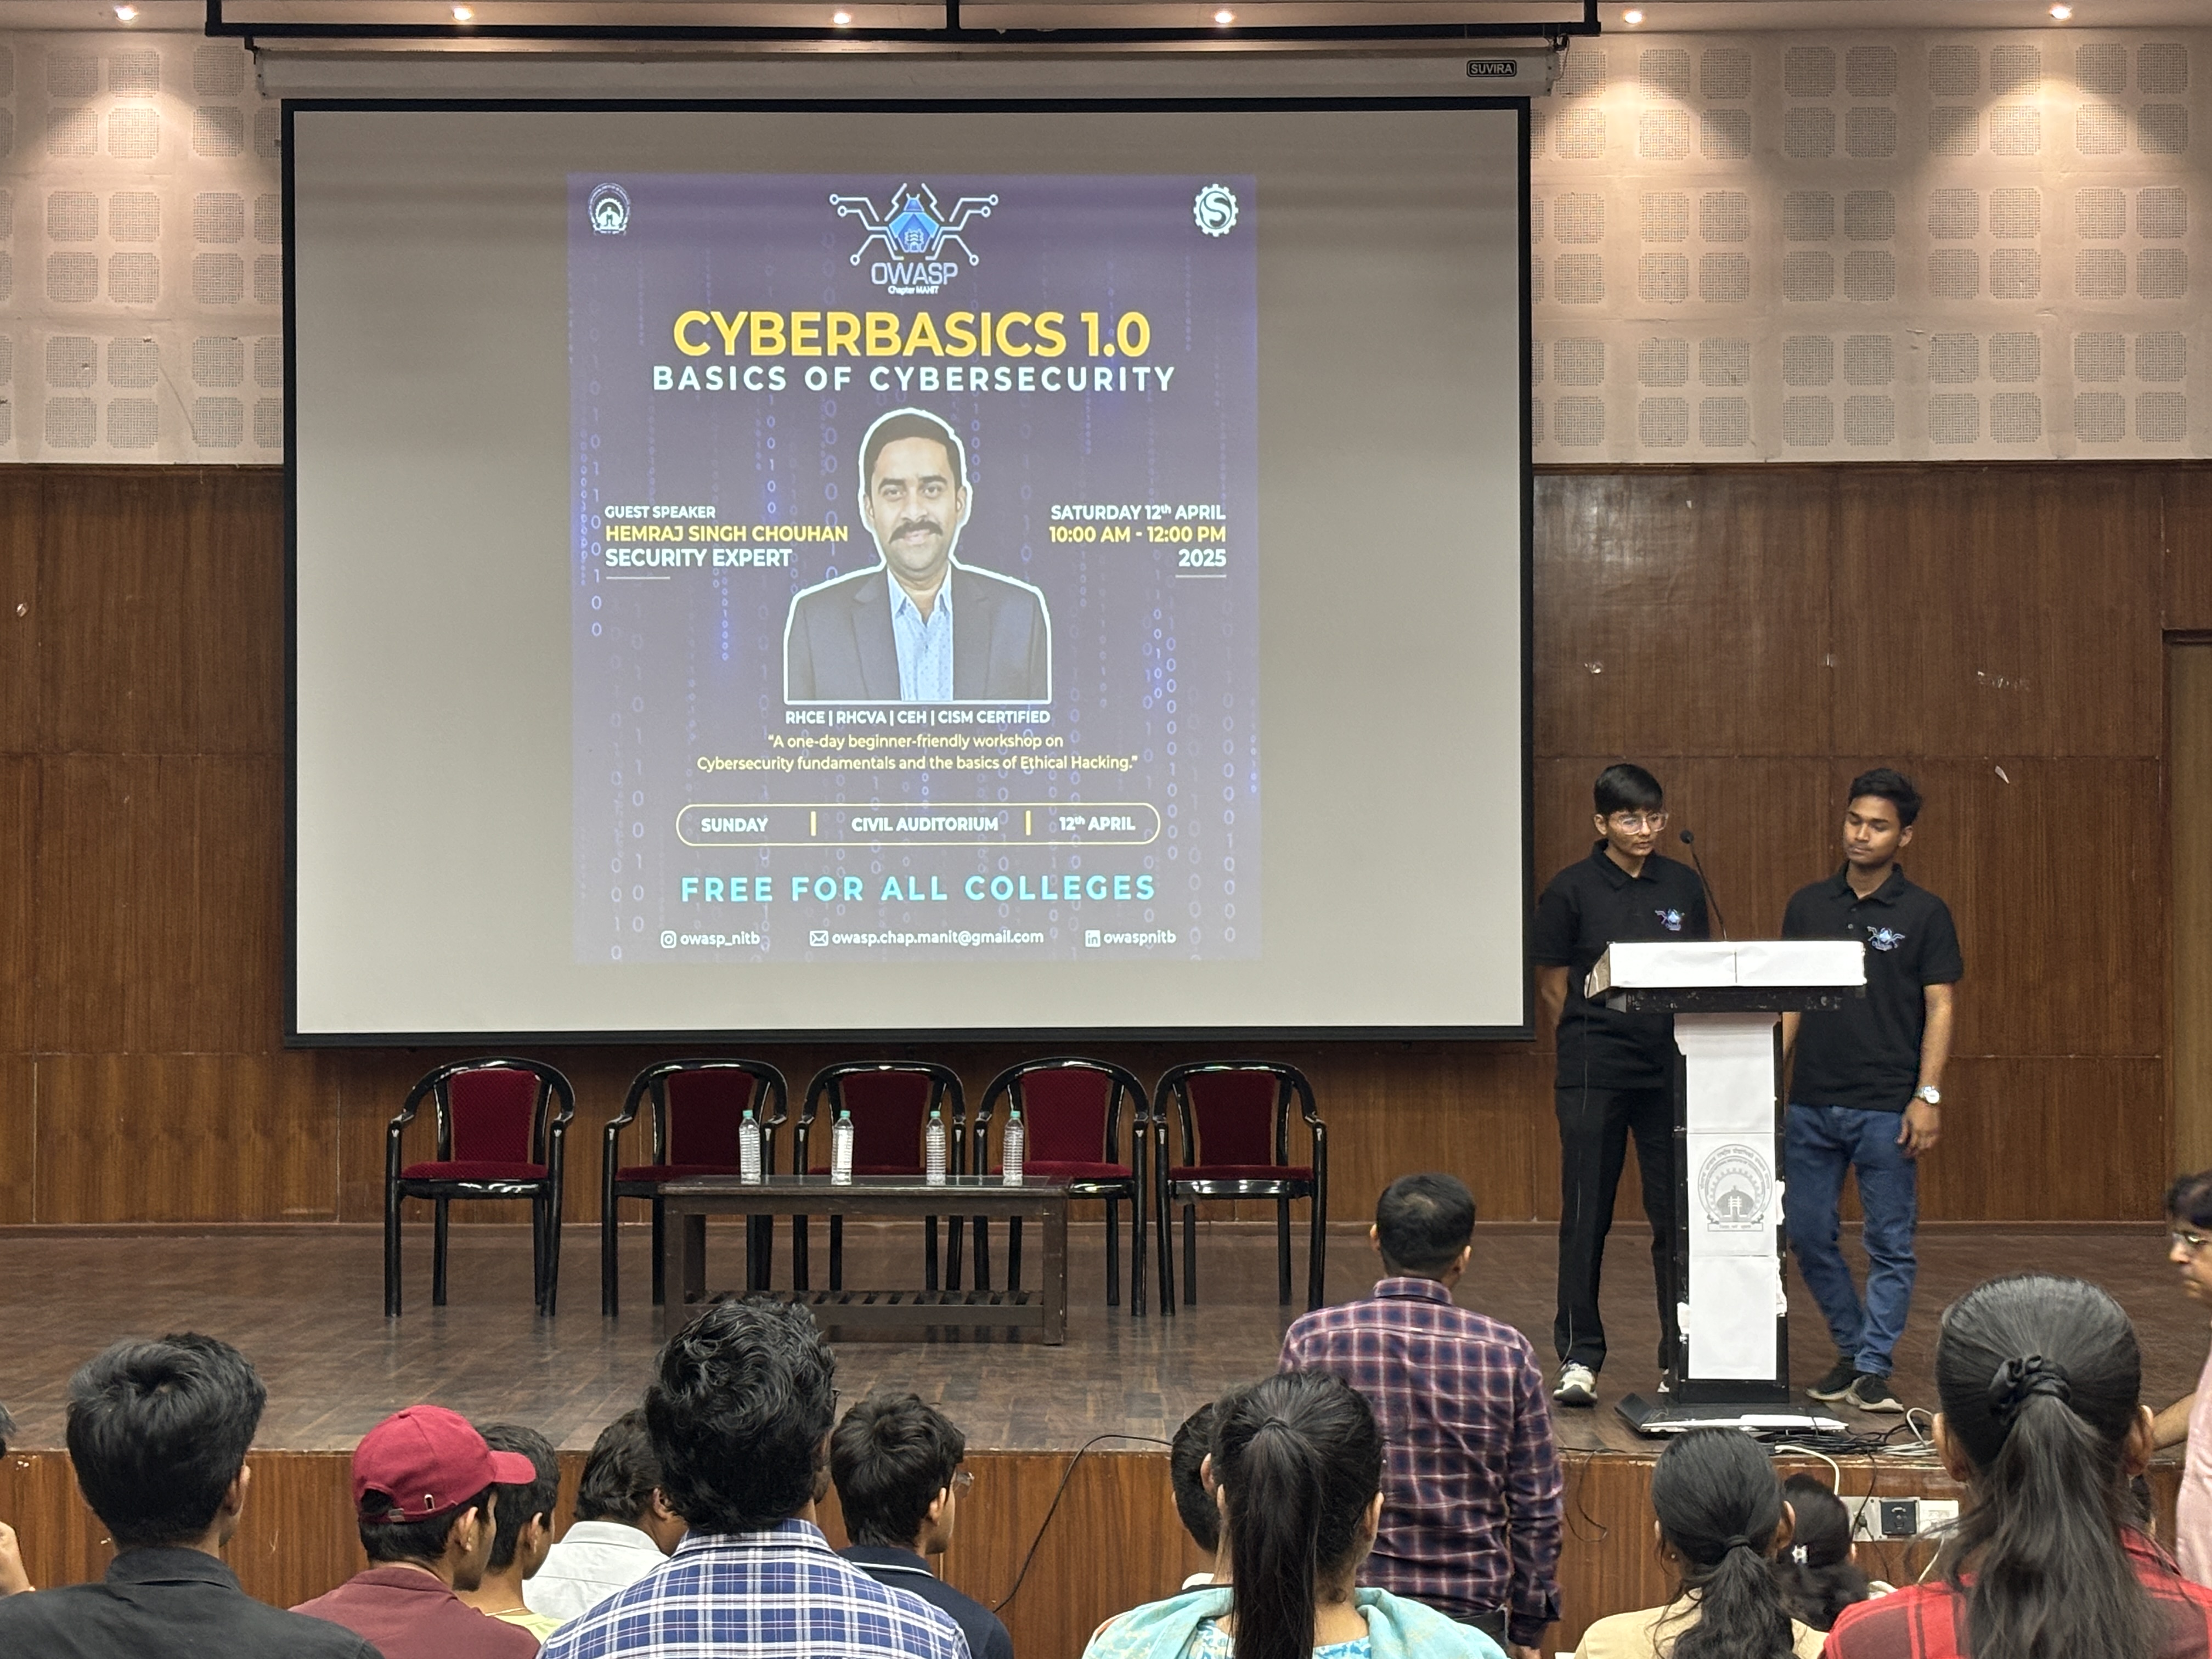 SUVIRA
OWASP
Chapter MANIT
CYBERBASICS 1.0
BASICS OF CYBERSECURITY
GUEST SPEAKER
HEMRAJ SINGH CHOUHAN
SECURITY EXPERT
SATURDAY 12th APRIL
10:00 AM - 12:00 PM
2025
RHCE | RHCVA | CEH | CISM CERTIFIED
“A one-day beginner-friendly workshop on
Cybersecurity fundamentals and the basics of Ethical Hacking.”
SUNDAY | CIVIL AUDITORIUM | 12th APRIL
FREE FOR ALL COLLEGES
owasp_nitb owasp.chap.manit@gmail.com owaspnitb